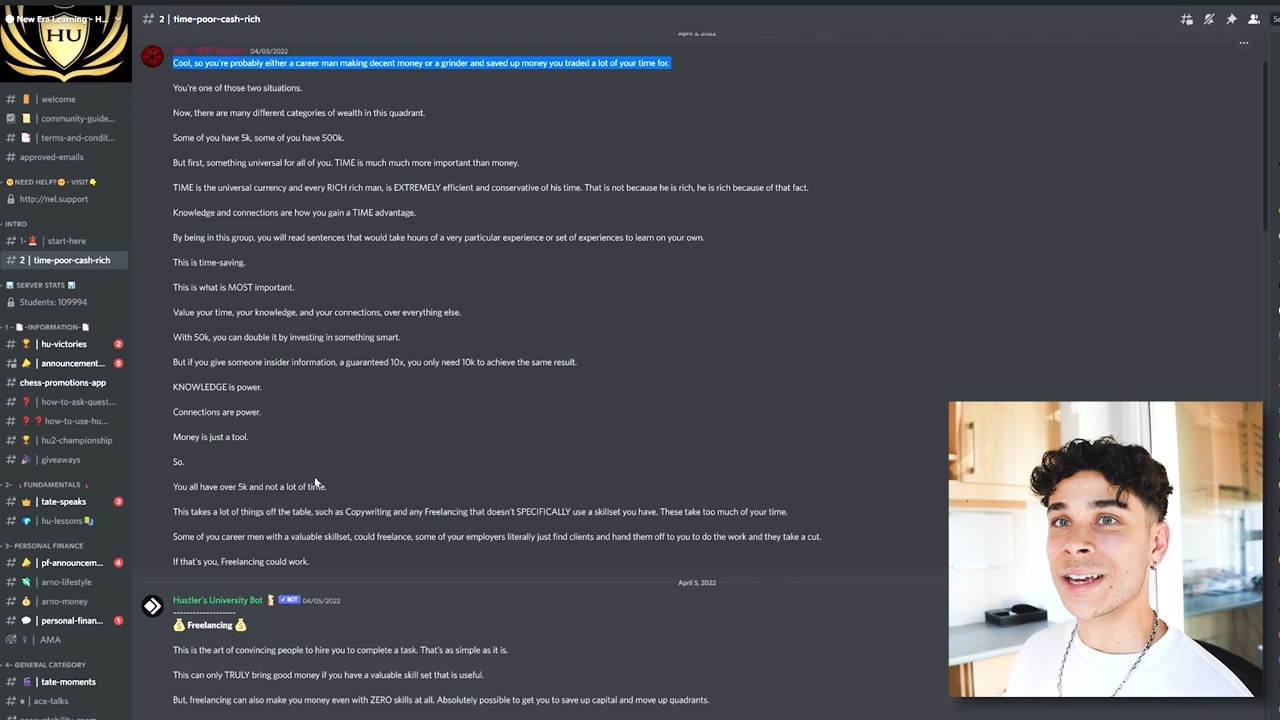 New Era Learning - H...
# 2 | time-poor-cash-rich
HU
April 3, 2022
04/03/2022
Cool, so you're probably either a career man making decent money or a grinder and saved up money you traded a lot of your time for.
You're one of those two situations.
Now, there are many different categories of wealth in this quadrant.
Some of you have 5k, some of you have 500k.
But first, something universal for all of you. TIME is much much more important than money.
TIME is the universal currency and every RICH rich man, is EXTREMELY efficient and conservative of his time. That is not because he is rich, he is rich because of that fact.
Knowledge and connections are how you gain a TIME advantage.
By being in this group, you will read sentences that would take hours of a very particular experience or set of experiences to learn on your own.
This is time-saving.
This is what is MOST important.
Value your time, your knowledge, and your connections, over everything else.
With 50k, you can double it by investing in something smart.
But if you give someone insider information, a guaranteed 10x, you only need 10k to achieve the same result.
KNOWLEDGE is power.
Connections are power.
Money is just a tool.
So.
You all have over 5k and not a lot of time.
This takes a lot of things off the table, such as Copywriting and any Freelancing that doesn't SPECIFICALLY use a skillset you have. These take too much of your time.
Some of you career men with a valuable skillset, could freelance, some of your employers literally just find clients and hand them off to you to do the work and they take a cut.
If that's you, Freelancing could work.
April 5, 2022
Hustler's University Bot ✓ BOT 04/05/2022
-------------------
💰 Freelancing 💰
This is the art of convincing people to hire you to complete a task. That's as simple as it is.
This can only TRULY bring good money if you have a valuable skill set that is useful.
But, freelancing can also make you money even with ZERO skills at all. Absolutely possible to get you to save up capital and move up quadrants.
# | welcome
| community-guide...
# | terms-and-condit...
approved-emails
NEED HELP? - VISIT
http://nel.support
INTRO
# 1- | start-here
# 2 | time-poor-cash-rich
SERVER STATS
Students: 109994
1 - -INFORMATION-
# | hu-victories 2
| announcement... 5
# chess-promotions-app
# ❓ | how-to-ask-quest...
# ❓ ❓ how-to-use-hu...
# | hu2-championship
# | giveaways
2- FUNDAMENTALS
# | tate-speaks 3
# | hu-lessons
3- PERSONAL FINANCE
# | pf-announcem... 4
# | arno-lifestyle
# | arno-money
# | personal-finan... 1
| AMA
4 - GENERAL CATEGORY
# | tate-moments
# ♠ | ace-talks